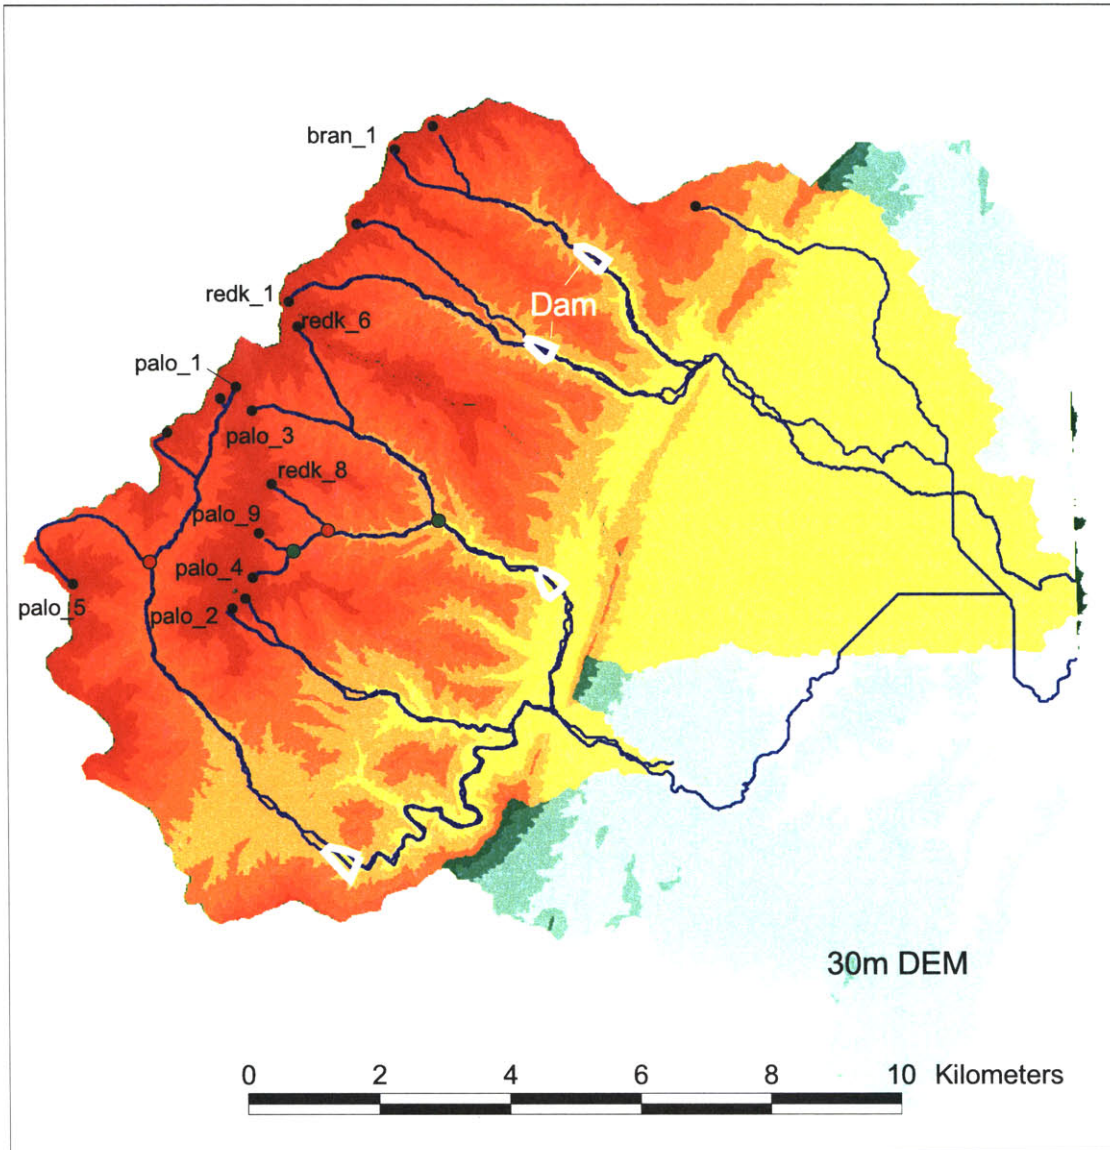 bran_1
redk_1
Dam
redk_6
palo_1
palo_3
redk_8
palo_9
palo_4
palo_5
palo_2
30m DEM
0 2 4 6 8 10 Kilometers